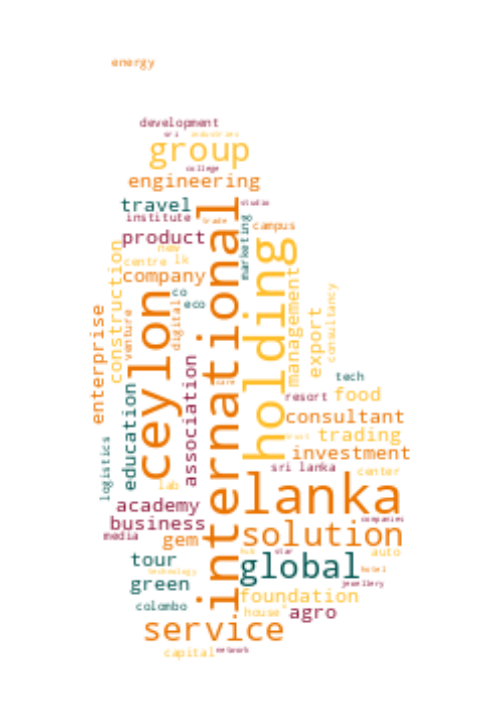 energy
development
sri industries
group
college
engineering
travel
studio
institute
trade
product
marketing
campus
new
centre lk
company
construction
international
holding
management
co
eco
ceylon
digital
venture
enterprise
export
consultancy
tech
care
association
education
resort
food
consultant
trading
trust
investment
logistics
sri lanka
center
lab
lanka
academy
companies
business
media
gem
solution
hub
star
auto
tour
global
technology
hotel
green
jewellery
foundation
colombo
house
agro
service
capital
network